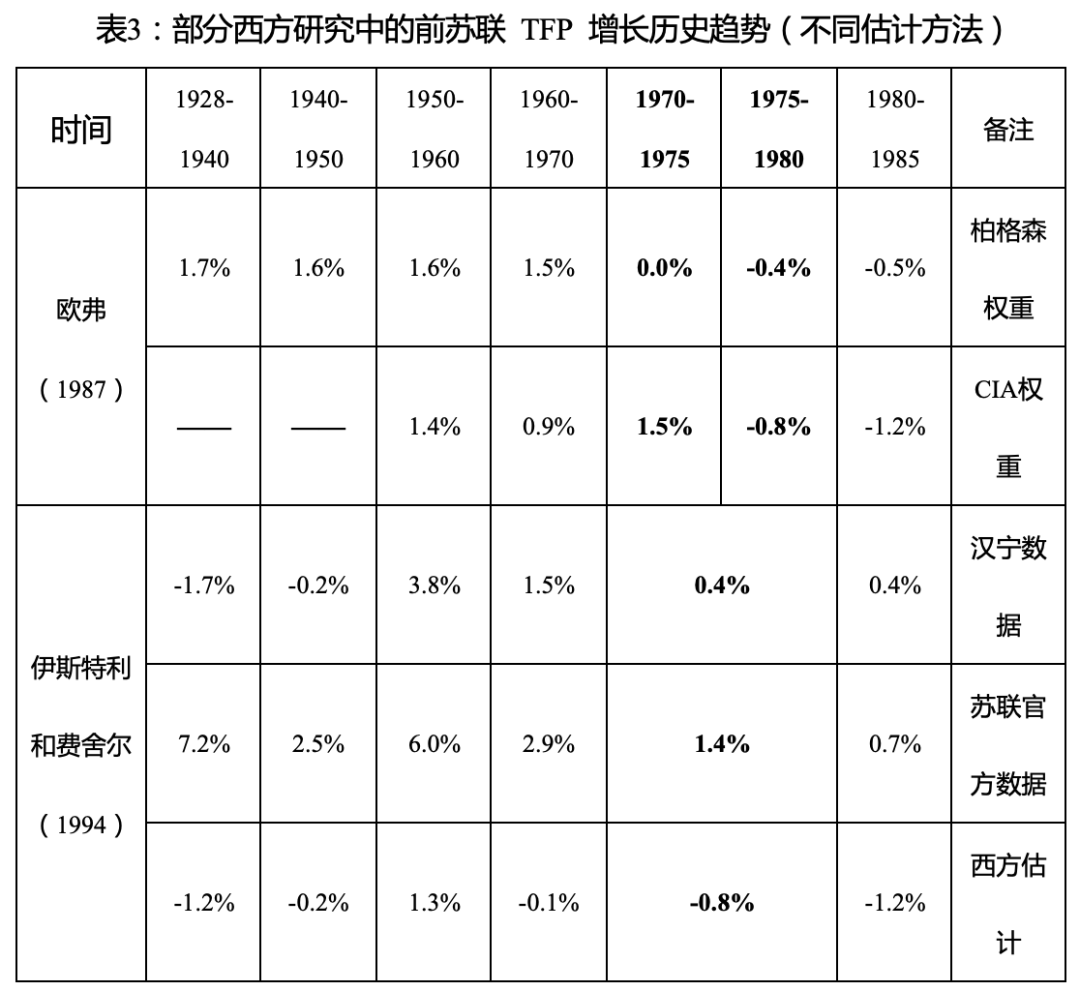 表3：部分西方研究中的前苏联 TFP 增长历史趋势（不同估计方法）
时间 1928-1940 1940-1950 1950-1960 1960-1970 1970-1975 1975-1980 1980-1985 备注
欧弗（1987） 1.7% 1.6% 1.6% 1.5% 0.0% -0.4% -0.5% 柏格森权重
—— —— 1.4% 0.9% 1.5% -0.8% -1.2% CIA权重
伊斯特利和费舍尔（1994） -1.7% -0.2% 3.8% 1.5% 0.4% 0.4% 汉宁数据
7.2% 2.5% 6.0% 2.9% 1.4% 0.7% 苏联官方数据
-1.2% -0.2% 1.3% -0.1% -0.8% -1.2% 西方估计